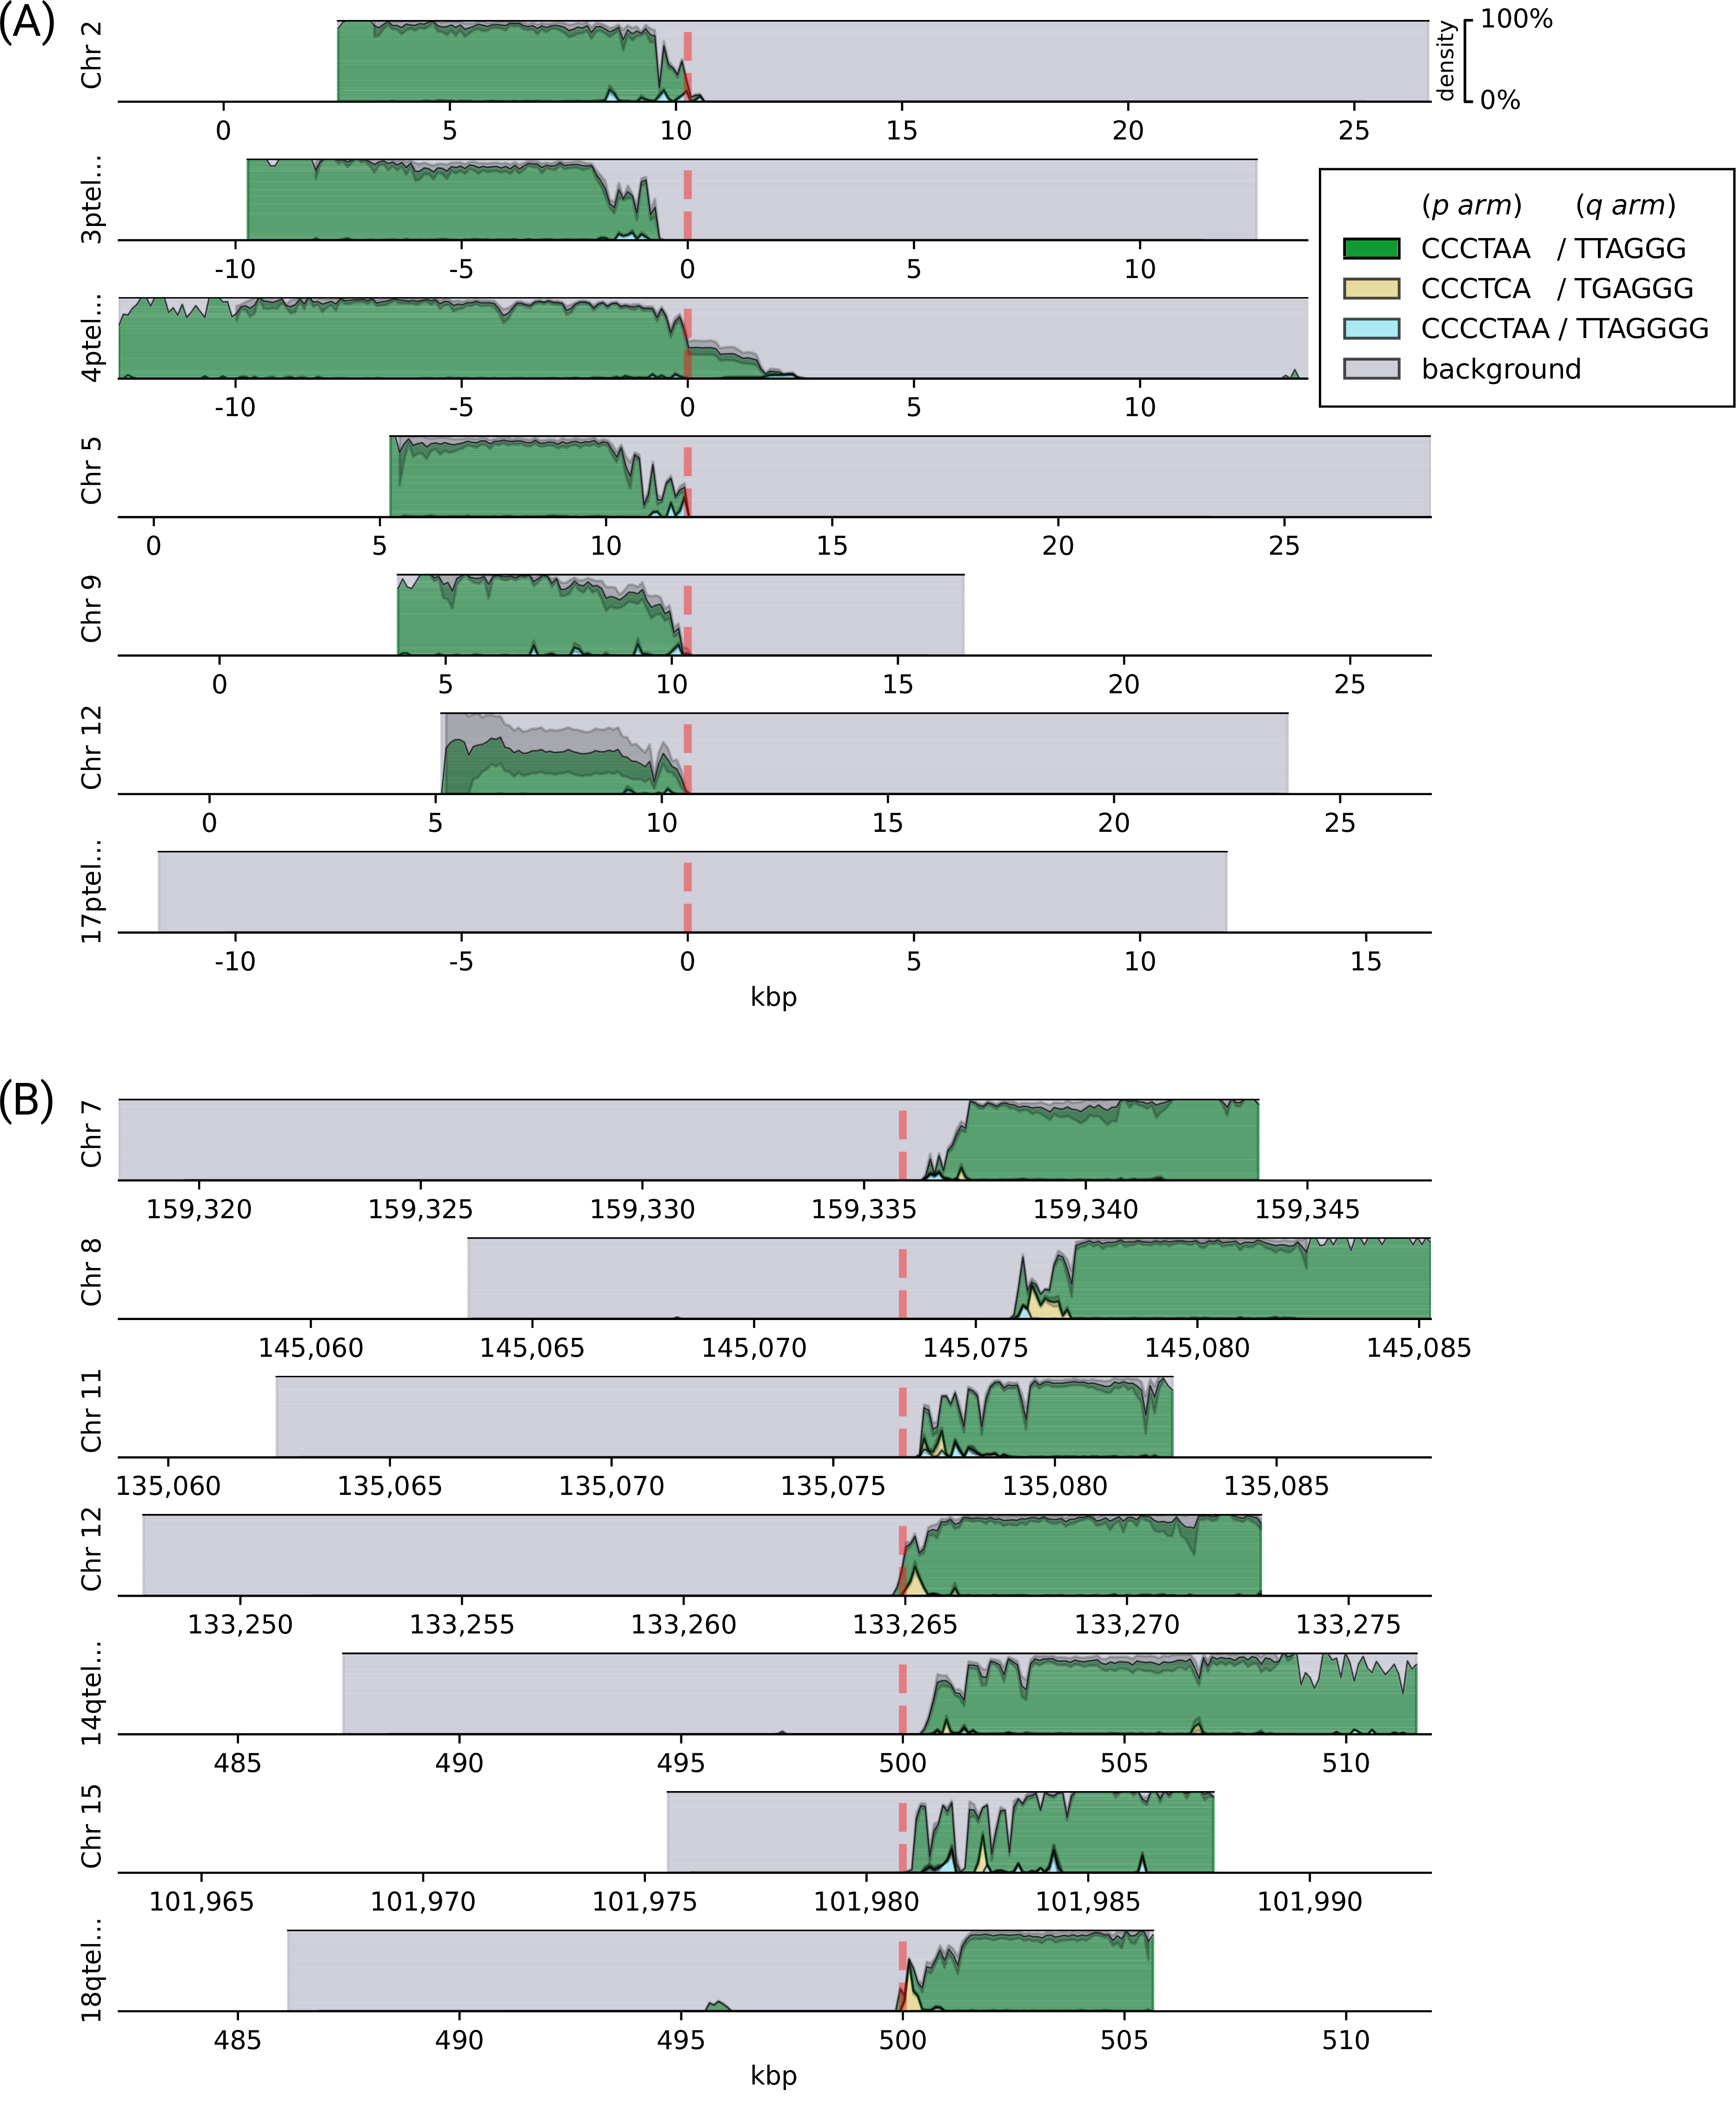 (A)
Chr 2
density
100%
0%
0 5 10 15 20 25
3ptel...
-10 -5 0 5 10
(p arm) (q arm)
CCCTAA / TTAGGG
CCCTCA / TGAGGG
CCCCTAA / TTAGGGG
background
4ptel...
-10 -5 0 5 10
Chr 5
0 5 10 15 20 25
Chr 9
0 5 10 15 20 25
Chr 12
0 5 10 15 20 25
17ptel...
-10 -5 0 5 10 15
kbp
(B)
Chr 7
159,320 159,325 159,330 159,335 159,340 159,345
Chr 8
145,060 145,065 145,070 145,075 145,080 145,085
Chr 11
135,060 135,065 135,070 135,075 135,080 135,085
Chr 12
133,250 133,255 133,260 133,265 133,270 133,275
14qtel...
485 490 495 500 505 510
Chr 15
101,965 101,970 101,975 101,980 101,985 101,990
18qtel...
485 490 495 500 505 510
kbp